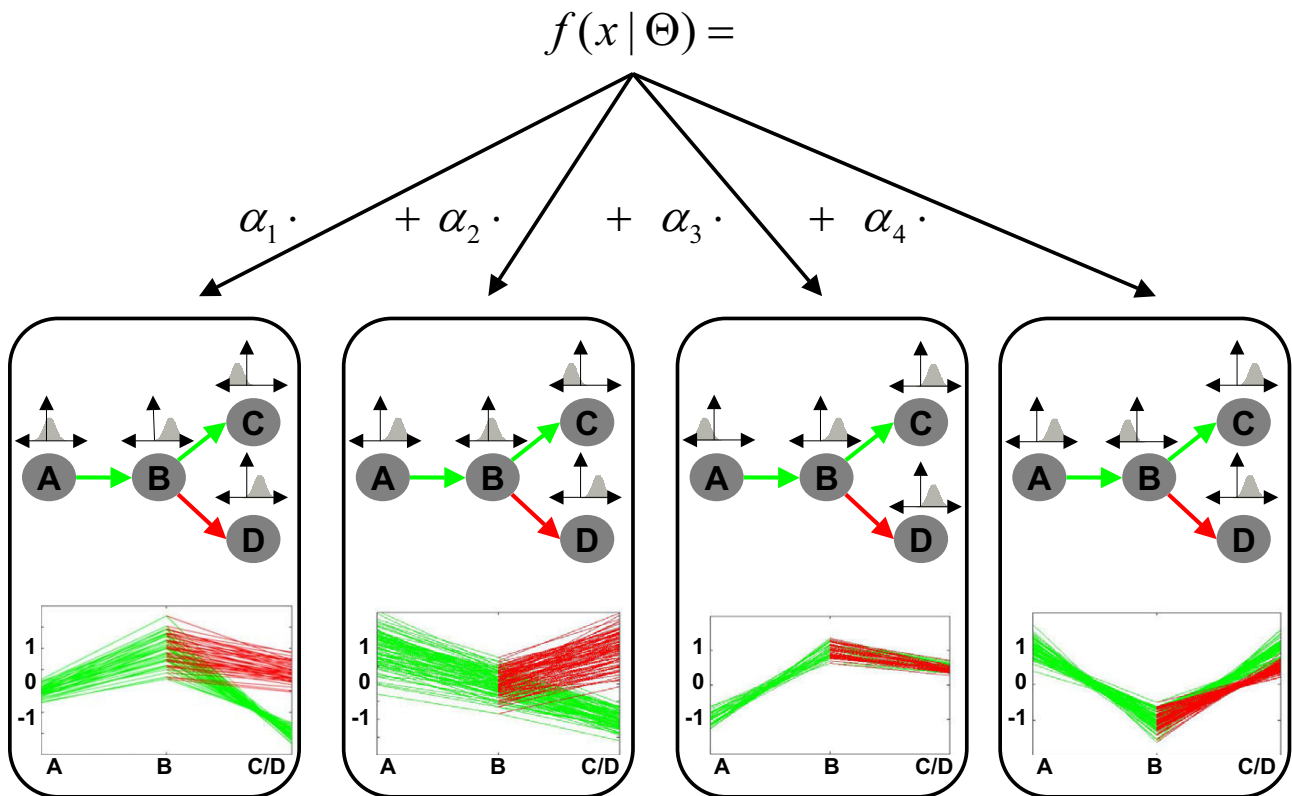 f(x | Θ) =
α₁ · + α₂ · + α₃ · + α₄ ·
A B C D
1
0
-1
A B C/D
A B C D
1
0
-1
A B C/D
A B C D
1
0
-1
A B C/D
A B C D
1
0
-1
A B C/D